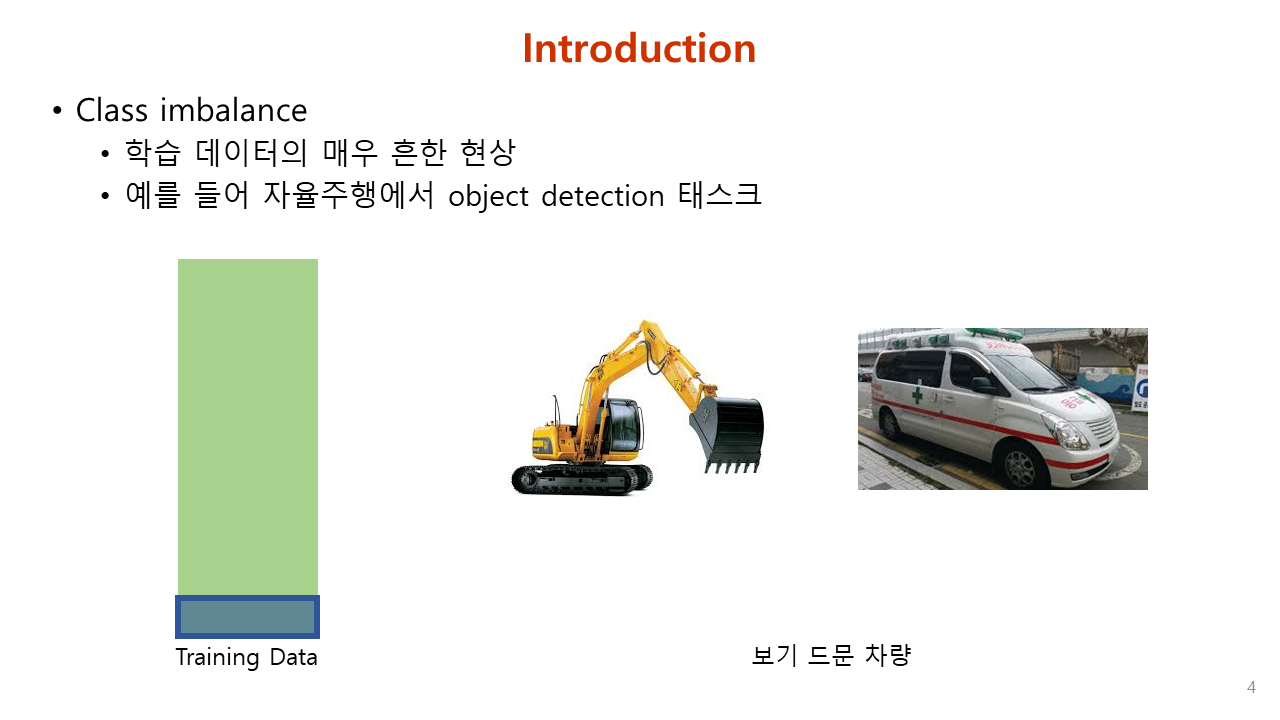 Introduction
• Class imbalance
• 학습 데이터의 매우 흔한 현상
• 예를 들어 자율주행에서 object detection 태스크
Training Data
보기 드문 차량
4